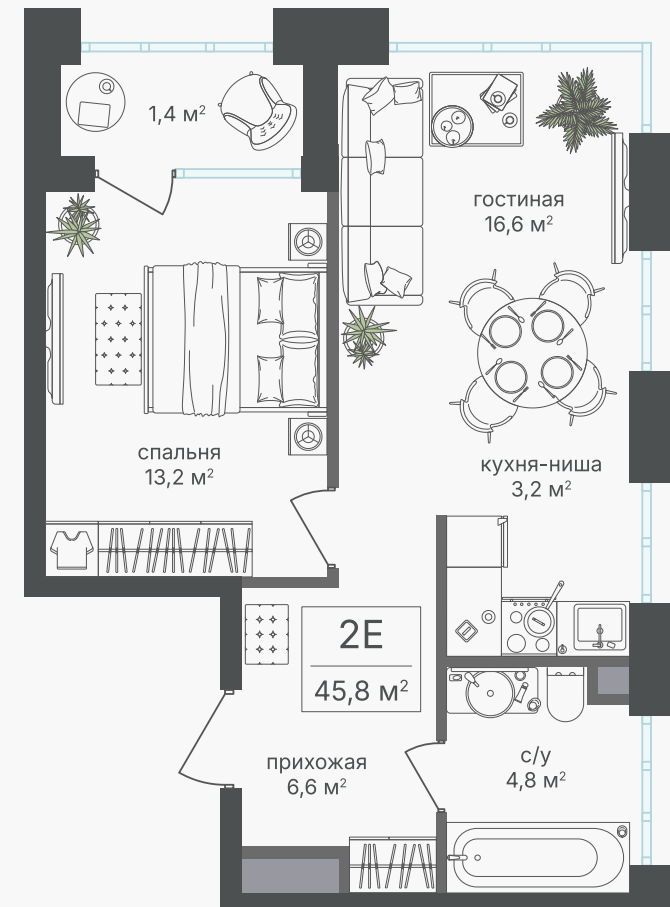 1,4 м²
гостиная
16,6 м²
спальня
13,2 м²
кухня-ниша
3,2 м²
2Е
45,8 м²
прихожая
6,6 м²
с/у
4,8 м²